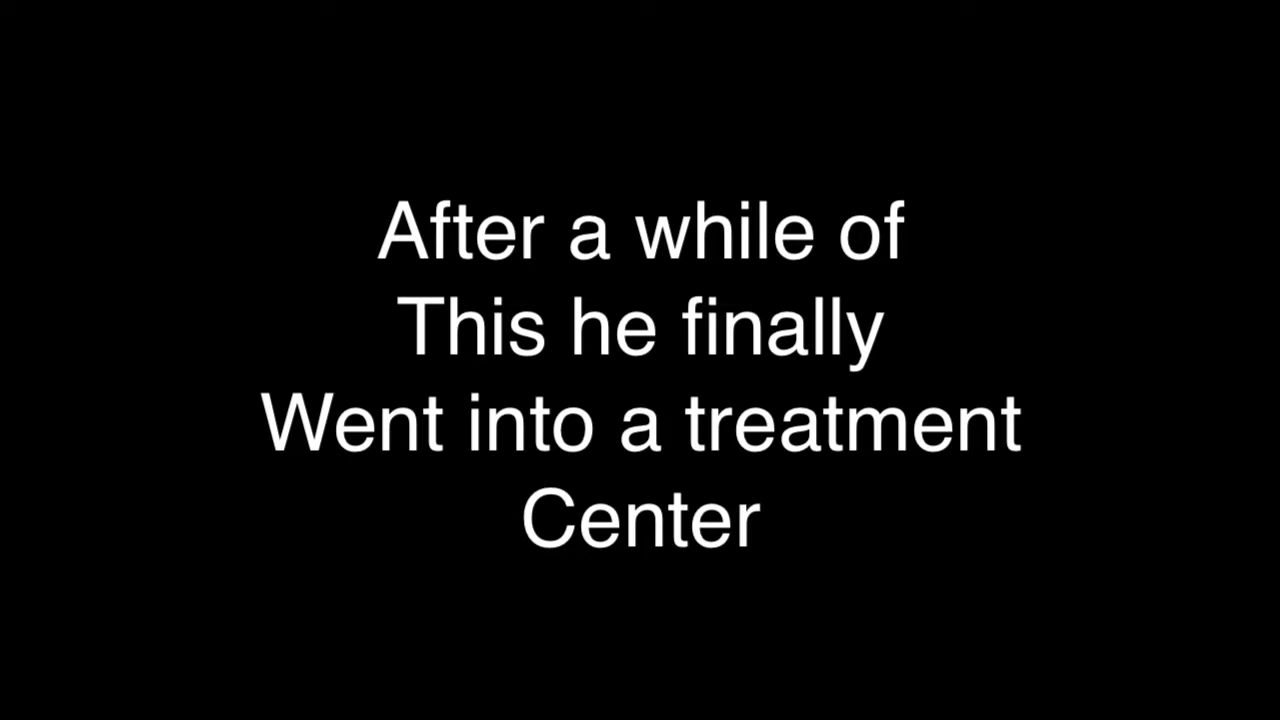 After a while of
This he finally
Went into a treatment
Center